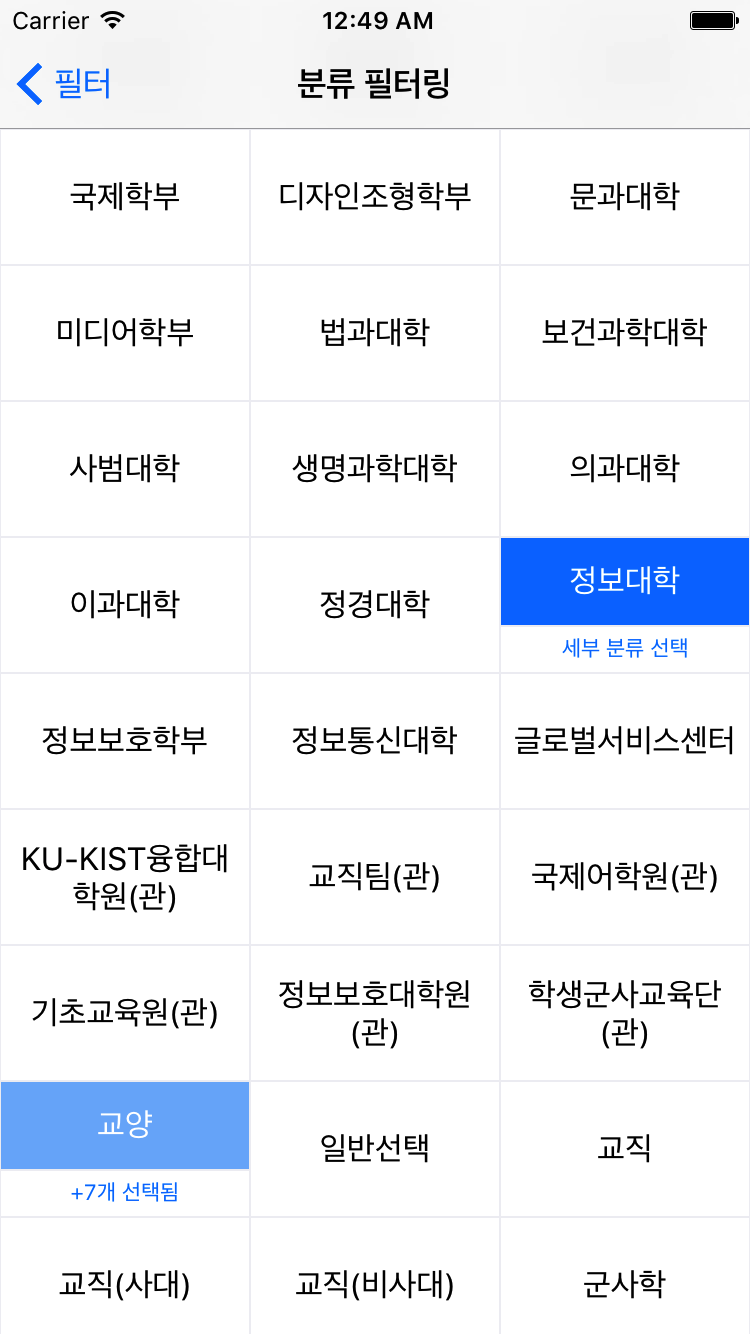 Carrier 12:49 AM
필터 분류 필터링
국제학부 디자인조형학부 문과대학
미디어학부 법과대학 보건과학대학
사범대학 생명과학대학 의과대학
이과대학 정경대학 정보대학
세부 분류 선택
정보보호학부 정보통신대학 글로벌서비스센터
KU-KIST융합대
학원(관)
교직팀(관) 국제어학원(관)
기초교육원(관)
정보보호대학원
(관)
학생군사교육단
(관)
교양
+7개 선택됨
일반선택 교직
교직(사대) 교직(비사대) 군사학